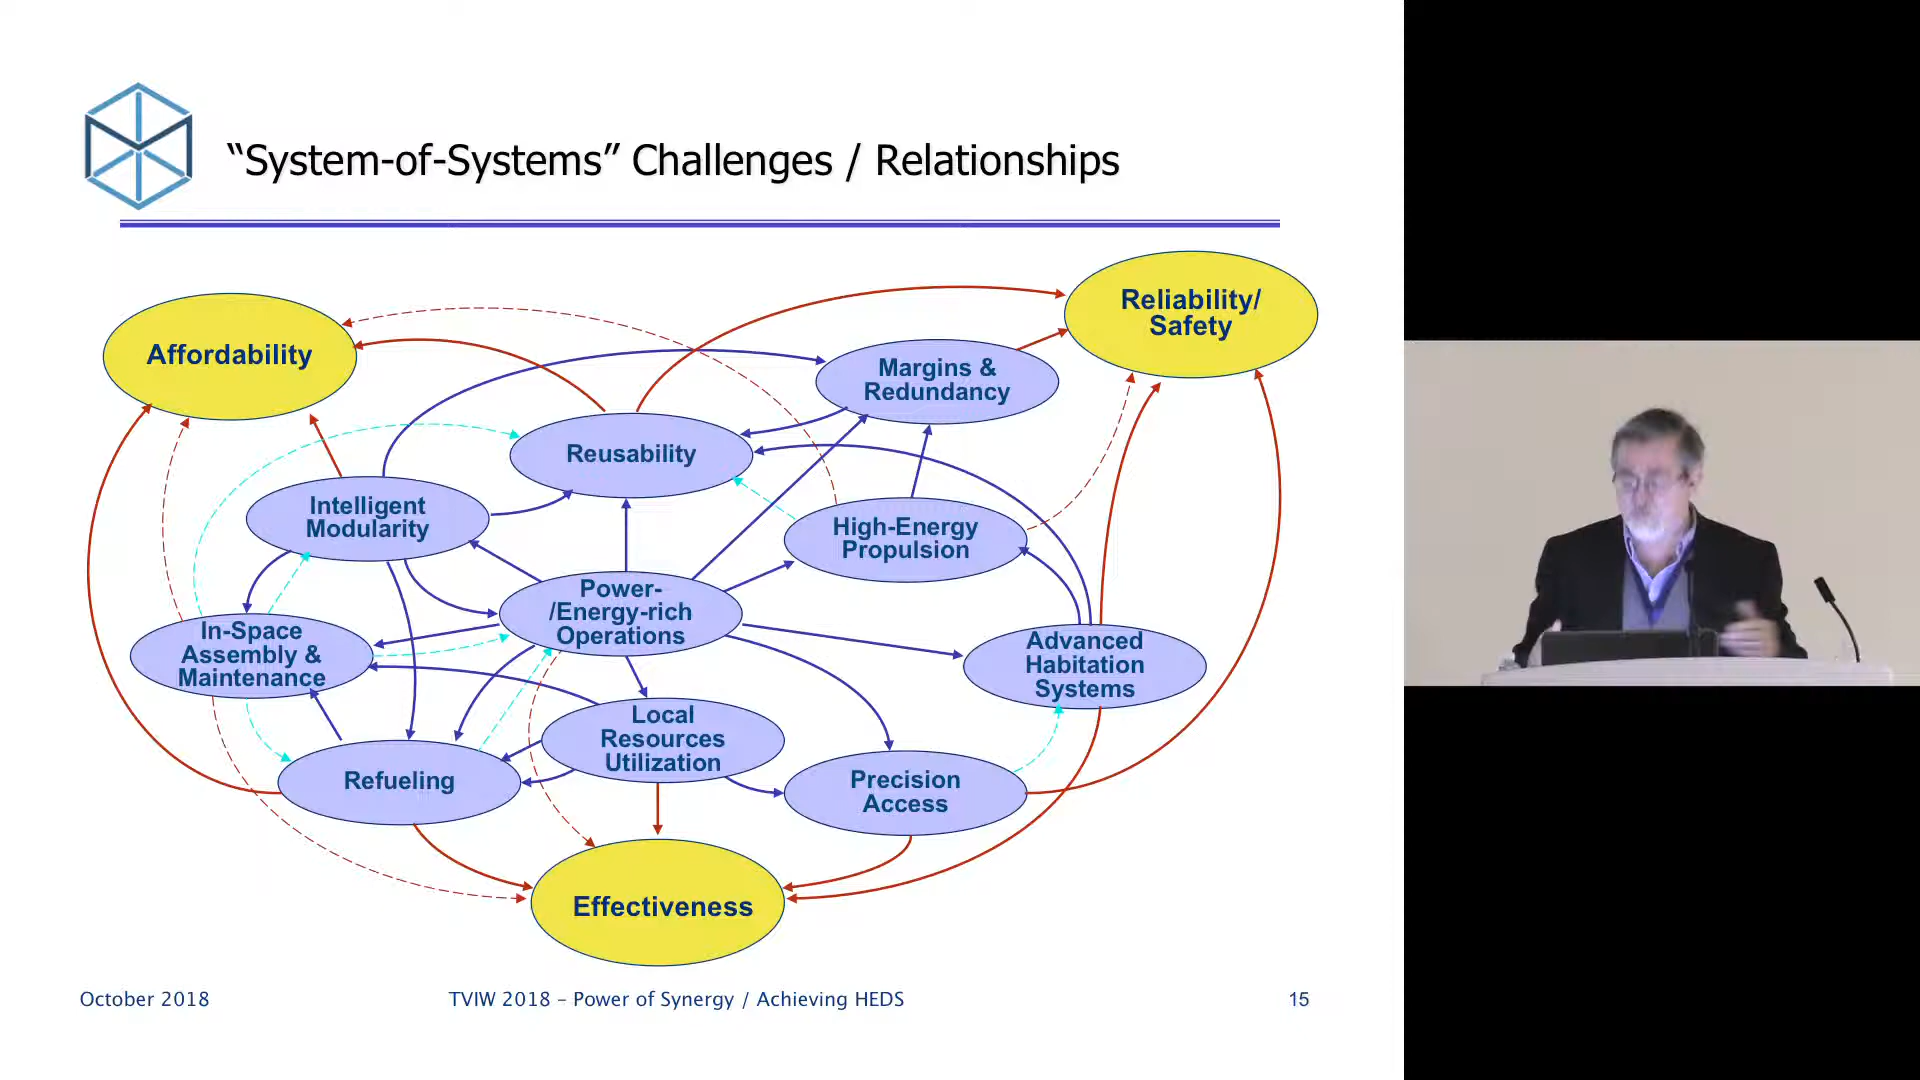 “System-of-Systems” Challenges / Relationships
Reliability/
Safety
Affordability
Margins &
Redundancy
Reusability
Intelligent
Modularity
High-Energy
Propulsion
Power-
/Energy-rich
Operations
In-Space
Assembly &
Maintenance
Advanced
Habitation
Systems
Local
Resources
Utilization
Refueling
Precision
Access
Effectiveness
October 2018
TVIW 2018 – Power of Synergy / Achieving HEDS
15